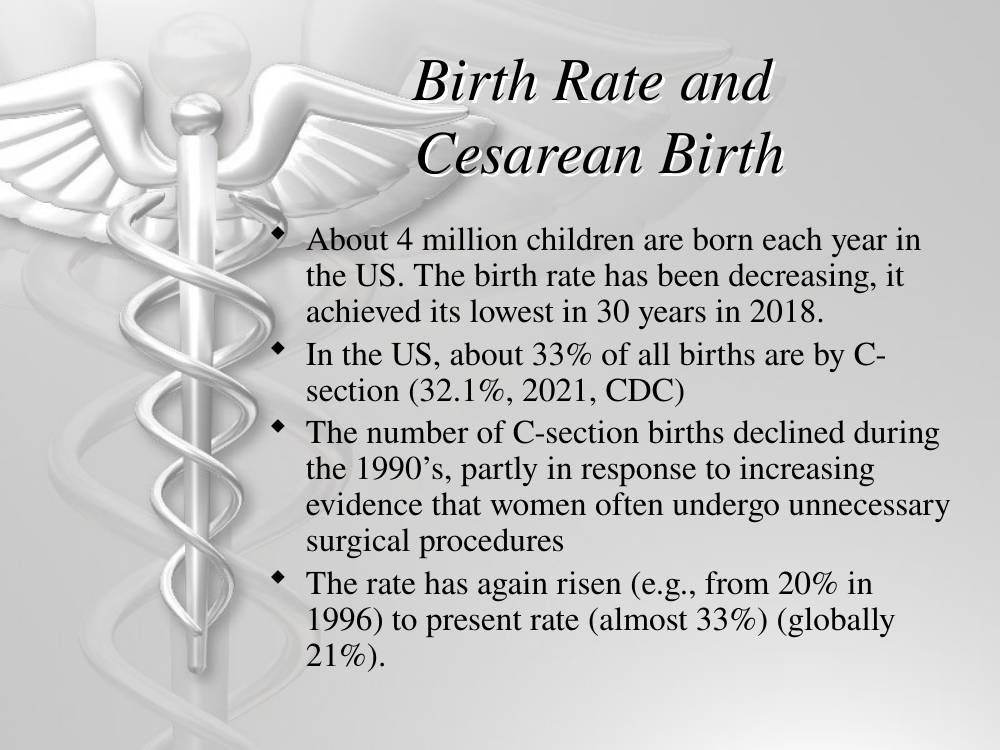 Birth Rate and
Cesarean Birth
About 4 million children are born each year in
the US. The birth rate has been decreasing, it
achieved its lowest in 30 years in 2018.
In the US, about 33% of all births are by C-
section (32.1%, 2021, CDC)
The number of C-section births declined during
the 1990’s, partly in response to increasing
evidence that women often undergo unnecessary
surgical procedures
The rate has again risen (e.g., from 20% in
1996) to present rate (almost 33%) (globally
21%).